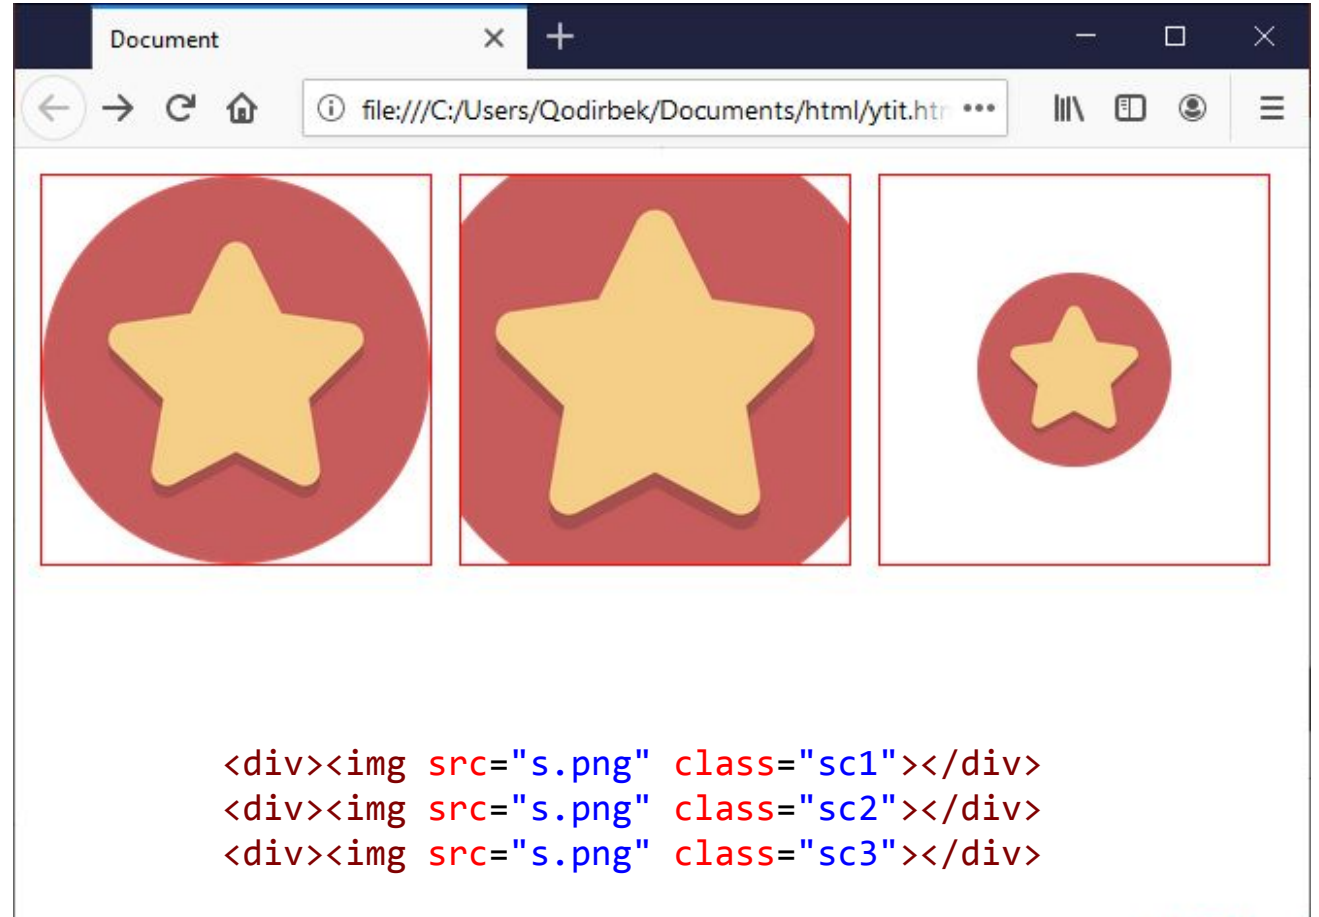 Document
file:///C:/Users/Qodirbek/Documents/html/ytit.htm
<div><img src="s.png" class="sc1"></div>
<div><img src="s.png" class="sc2"></div>
<div><img src="s.png" class="sc3"></div>